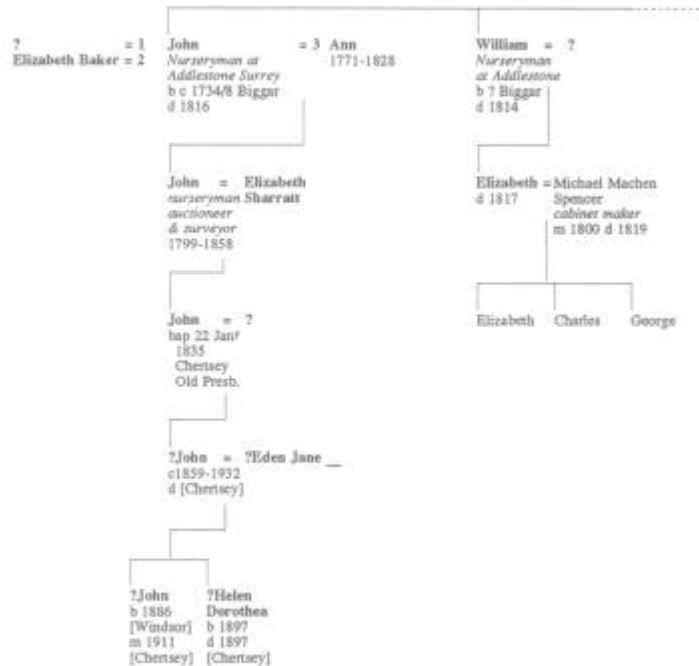 ? = 1 John = 3 Ann
Elizabeth Baker = 2 Nurseryman at 1771-1828
Addlestone Surrey
b c 1734/8 Biggar
d 1816
William = ?
Nurseryman
at Addlestone
b ? Biggar
d 1814
John = Elizabeth
nurseryman Sharratt
auctioneer
& surveyor
1799-1858
Elizabeth = Michael Machen
d 1817 Spencer
cabinet maker
m 1800 d 1819
Elizabeth Charles George
John = ?
bap 22 Janr
1835
Chertsey
Old Presb.
?John = ?Eden Jane __
c1859-1932
d [Chertsey]
?John
b 1886
[Windsor]
m 1911
[Chertsey]
?Helen
Dorothea
b 1897
d 1897
[Chertsey]